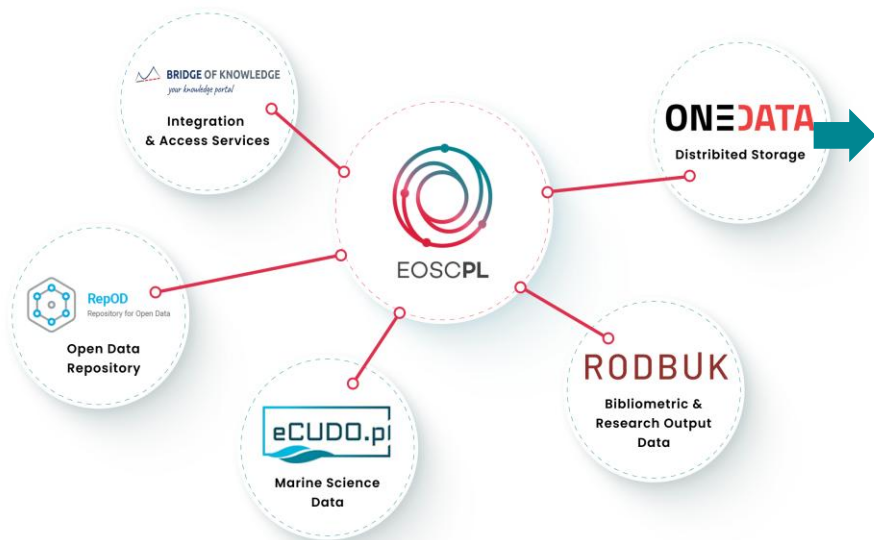 BRIDGE OF KNOWLEDGE
your knowledge portal
Integration
& Access Services
ONEDATA
Distribited Storage
EOSCPL
RepOD
Repository for Open Data
Open Data
Repository
RODBUK
Bibliometric &
Research Output
Data
eCUDO.pl
Marine Science
Data